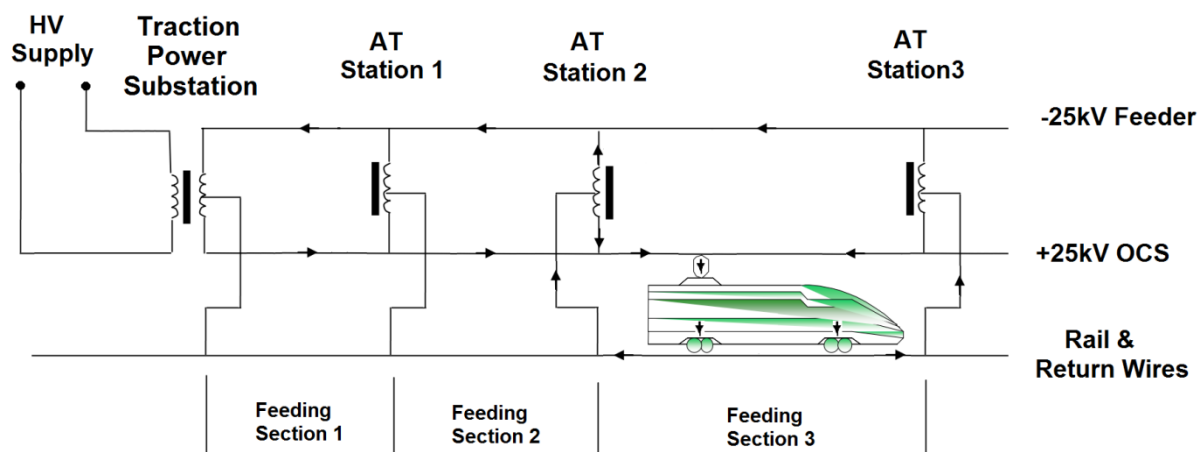 HV
Supply
Traction
Power
Substation
AT
Station 1
AT
Station 2
AT
Station3
-25kV Feeder
+25kV OCS
Rail &
Return Wires
Feeding
Section 1
Feeding
Section 2
Feeding
Section 3